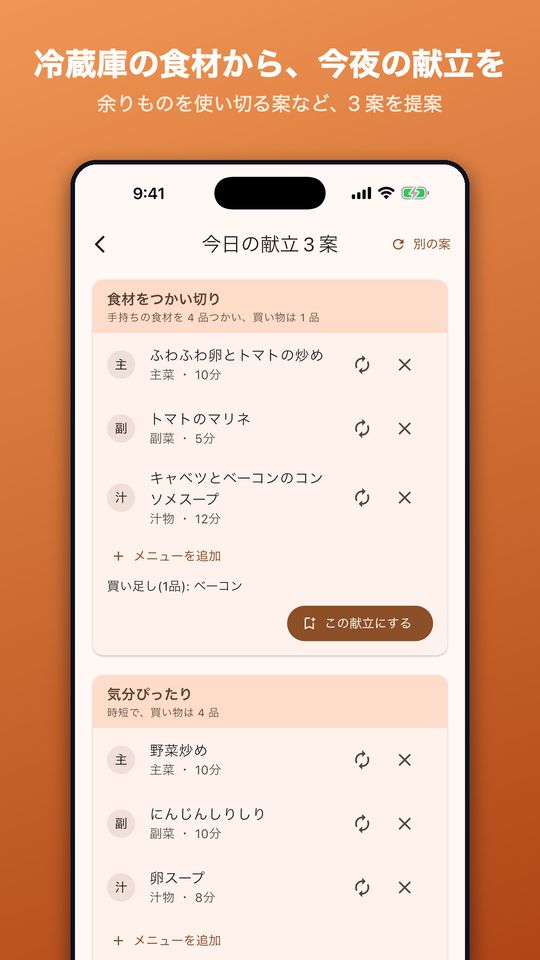 冷蔵庫の食材から、今夜の献立を
余りものを使い切る案など、3 案を提案
9:41
今日の献立 3 案
別の案
食材をつかい切り
手持ちの食材を 4 品つかい、買い物は 1 品
主
ふわふわ卵とトマトの炒め
主菜 ・ 10分
副
トマトのマリネ
副菜 ・ 5分
汁
キャベツとベーコンのコン
ソメスープ
汁物 ・ 12分
+ メニューを追加
買い足し(1品): ベーコン
この献立にする
気分ぴったり
時短で、買い物は 4 品
主
野菜炒め
主菜 ・ 10分
副
にんじんしりしり
副菜 ・ 10分
汁
卵スープ
汁物 ・ 8分
+ メニューを追加